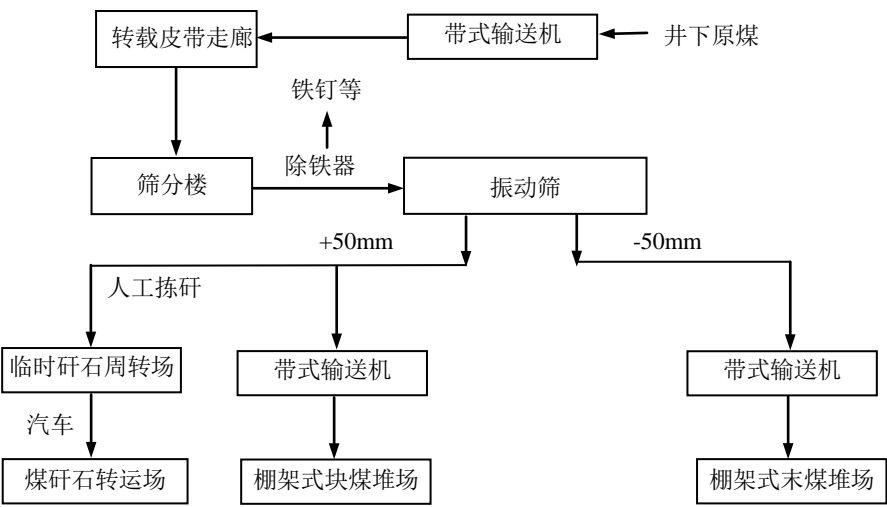 转载皮带走廊
带式输送机
井下原煤
铁钉等
筛分楼
除铁器
振动筛
+50mm
-50mm
人工拣矸
临时矸石周转场
带式输送机
带式输送机
汽车
煤矸石转运场
棚架式块煤堆场
棚架式末煤堆场